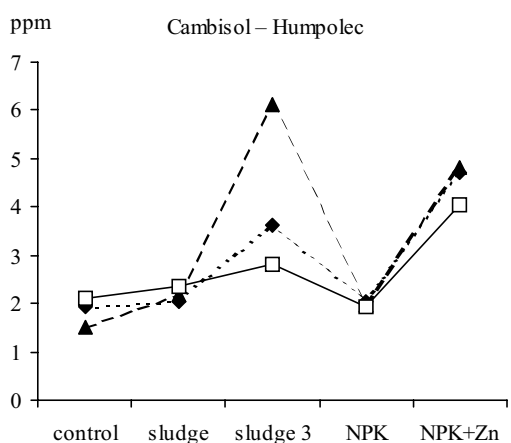 ppm
Cambisol – Humpolec
7
6
5
4
3
2
1
0
control sludge sludge 3 NPK NPK+Zn